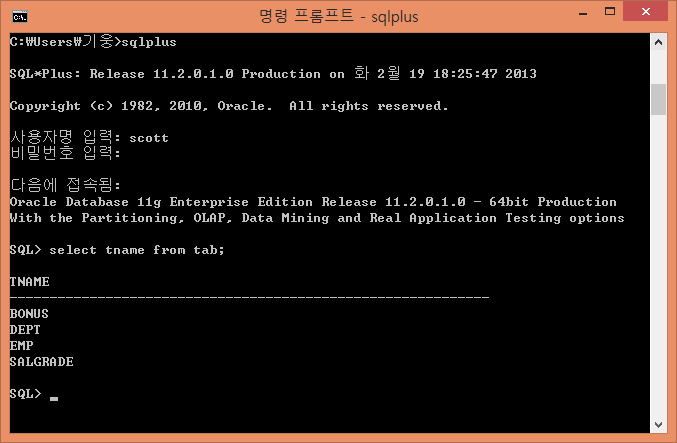 명령 프롬프트 - sqlplus
C:\Users\기웅>sqlplus
SQL*Plus: Release 11.2.0.1.0 Production on 화 2월 19 18:25:47 2013
Copyright (c) 1982, 2010, Oracle.  All rights reserved.
사용자명 입력: scott
비밀번호 입력:
다음에 접속됨:
Oracle Database 11g Enterprise Edition Release 11.2.0.1.0 - 64bit Production
With the Partitioning, OLAP, Data Mining and Real Application Testing options
SQL> select tname from tab;
TNAME
------------------------------------------------------------
BONUS
DEPT
EMP
SALGRADE
SQL> _